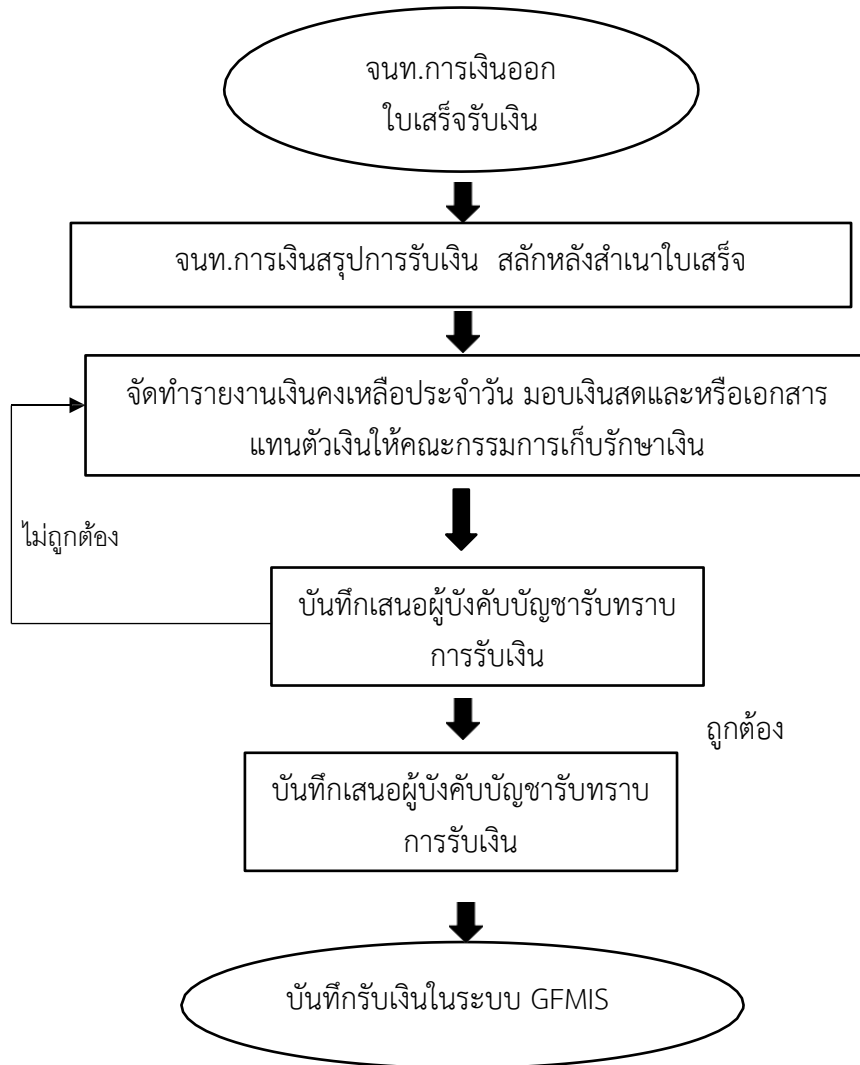 จนท.การเงินออก
ใบเสร็จรับเงิน
จนท.การเงินสรุปการรับเงิน สลักหลังสำเนาใบเสร็จ
จัดทำรายงานเงินคงเหลือประจำวัน มอบเงินสดและหรือเอกสาร
แทนตัวเงินให้คณะกรรมการเก็บรักษาเงิน
ไม่ถูกต้อง
บันทึกเสนอผู้บังคับบัญชารับทราบ
การรับเงิน
ถูกต้อง
บันทึกเสนอผู้บังคับบัญชารับทราบ
การรับเงิน
บันทึกรับเงินในระบบ GFMIS